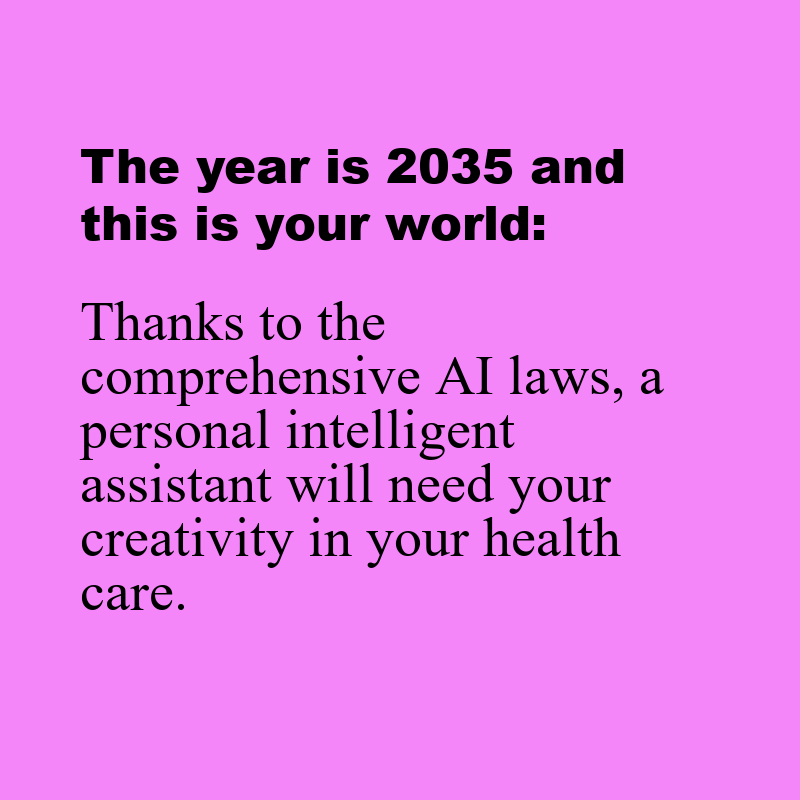 The year is 2035 and
this is your world:
Thanks to the
comprehensive AI laws, a
personal intelligent
assistant will need your
creativity in your health
care.